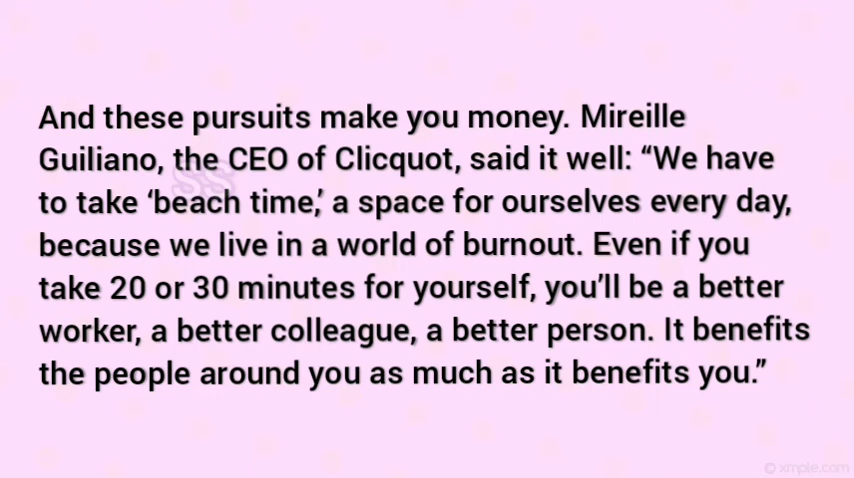 And these pursuits make you money. Mireille
Guiliano, the CEO of Clicquot, said it well: “We have
to take ‘beach time,’ a space for ourselves every day,
because we live in a world of burnout. Even if you
take 20 or 30 minutes for yourself, you’ll be a better
worker, a better colleague, a better person. It benefits
the people around you as much as it benefits you.”
SS
© xmple.com